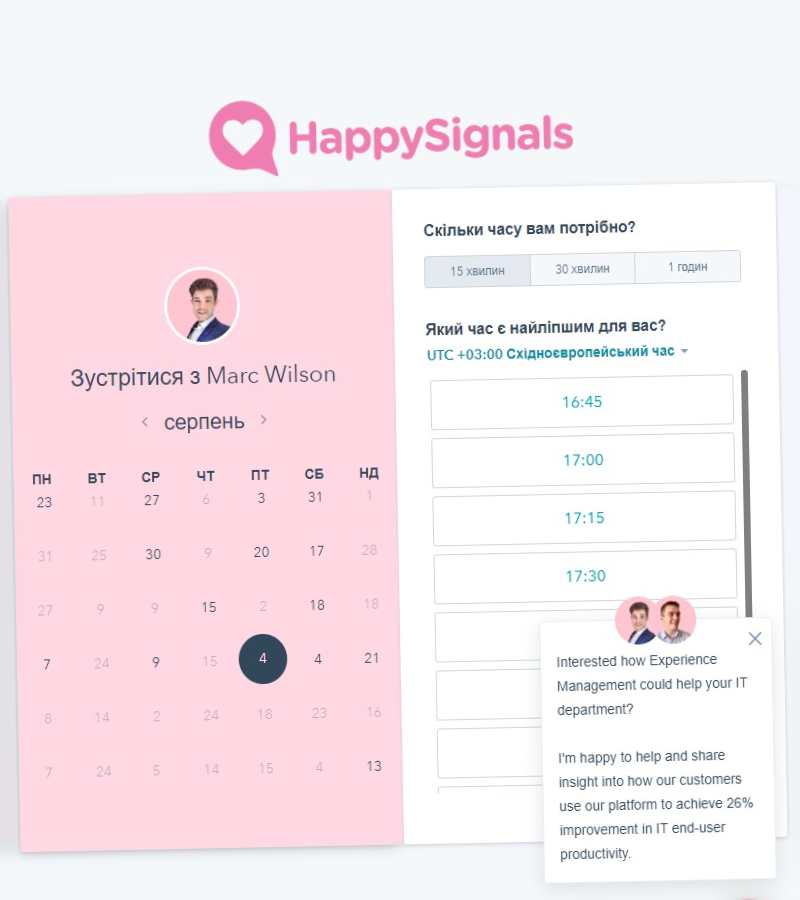 HappySignals
Зустрітися з Marc Wilson
серпень
ПН ВТ СР ЧТ ПТ СБ НД
23 11 27 6 3 31 1
31 25 30 9 20 17 28
27 9 9 15 2 18 18
7 24 9 15 4 4 21
8 14 2 24 18 23 16
7 24 5 14 15 4 13
Скільки часу вам потрібно?
15 хвилин 30 хвилин 1 годин
Який час є найліпшим для вас?
UTC +03:00 Східноєвропейський час
16:45
17:00
17:15
17:30
Interested how Experience
Management could help your IT
department?
I'm happy to help and share
insight into how our customers
use our platform to achieve 26%
improvement in IT end-user
productivity.